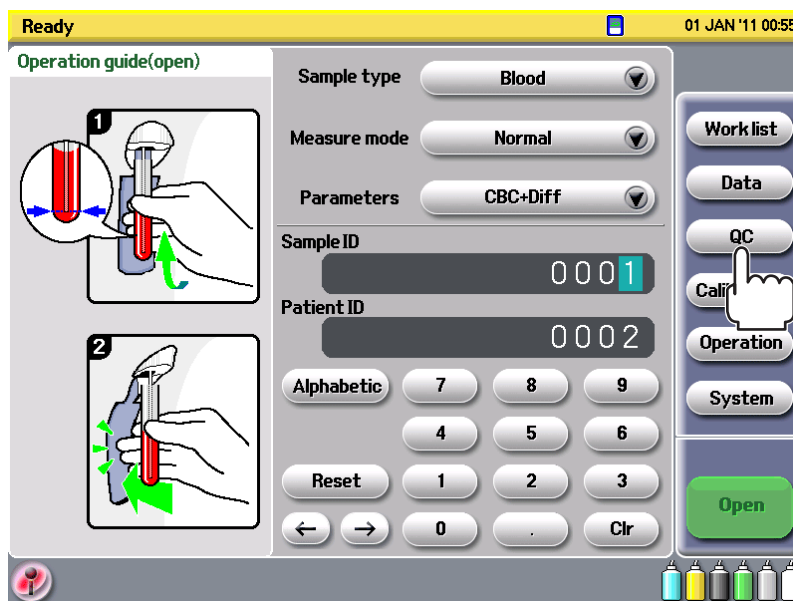 Ready
01 JAN '11 00:55
Operation guide(open)
1
2
Sample type
Blood
Measure mode
Normal
Parameters
CBC+Diff
Sample ID
0001
Patient ID
0002
Alphabetic 7 8 9
4 5 6
Reset 1 2 3
← → 0 . Clr
Work list
Data
QC
Operation
System
Open